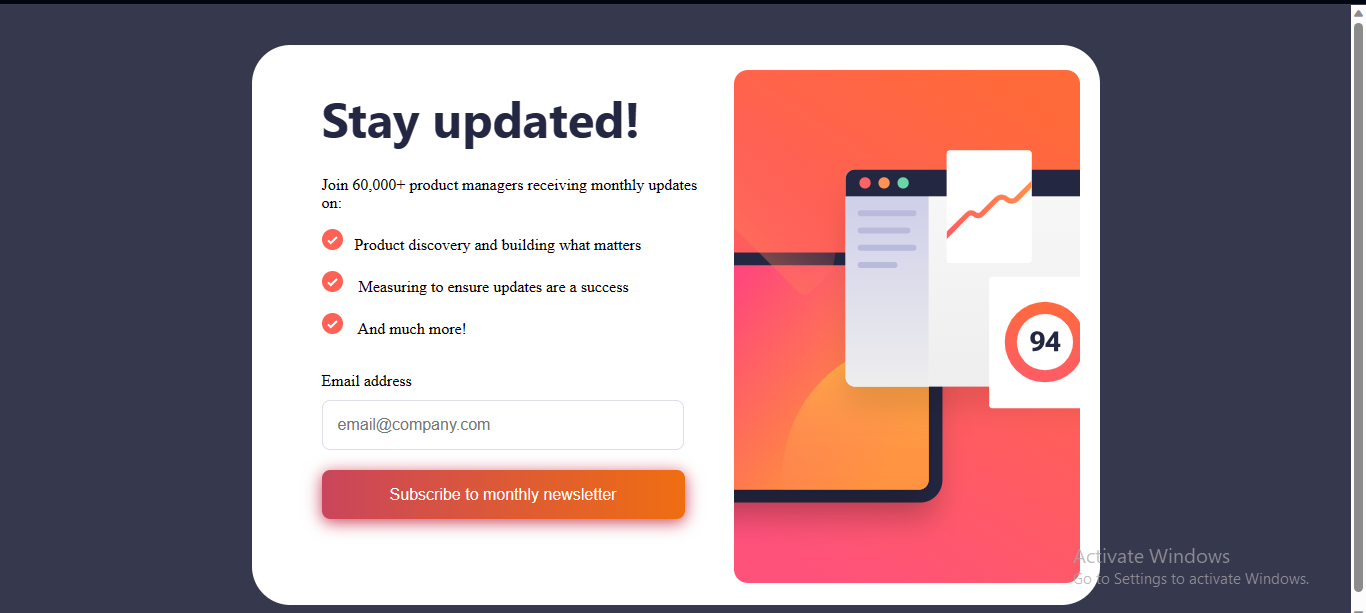 Stay updated!
Join 60,000+ product managers receiving monthly updates
on:
Product discovery and building what matters
Measuring to ensure updates are a success
And much more!
Email address
email@company.com
Subscribe to monthly newsletter
94
Activate Windows
Go to Settings to activate Windows.